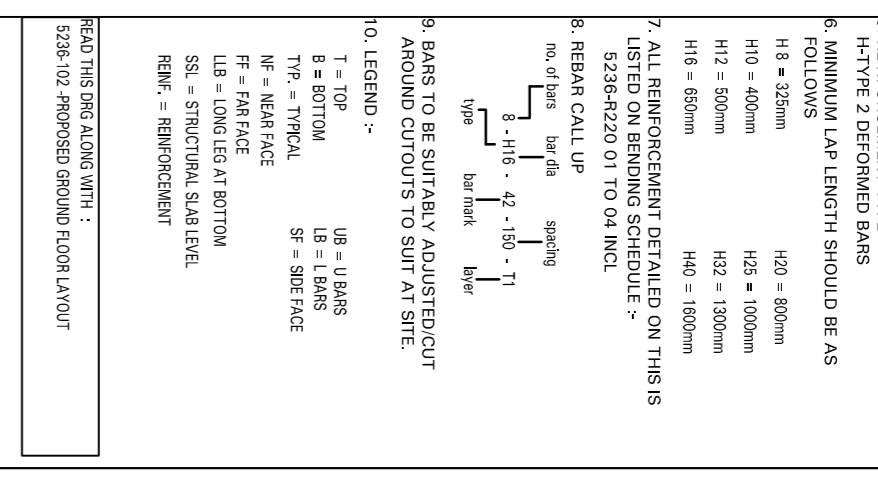 H-TYPE 2 DEFORMED BARS
6. MINIMUM LAP LENGTH SHOULD BE AS
FOLLOWS
H 8 = 325mm H20 = 800mm
H10 = 400mm H25 = 1000mm
H12 = 500mm H32 = 1300mm
H16 = 650mm H40 = 1600mm
7. ALL REINFORCEMENT DETAILED ON THIS IS
LISTED ON BENDING SCHEDULE :-
5236-R220 01 TO 04 INCL
8. REBAR CALL UP
no. of bars bar dia spacing
8 - H16 - 42 - 150 - T1
type bar mark layer
9. BARS TO BE SUITABLY ADJUSTED/CUT
AROUND CUTOUTS TO SUIT AT SITE.
10. LEGEND :-
T = TOP UB = U BARS
B = BOTTOM LB = L BARS
TYP. = TYPICAL SF = SIDE FACE
NF = NEAR FACE
FF = FAR FACE
LLB = LONG LEG AT BOTTOM
SSL = STRUCTURAL SLAB LEVEL
REINF. = REINFORCEMENT
READ THIS DRG ALONG WITH :
5236-102 -PROPOSED GROUND FLOOR LAYOUT